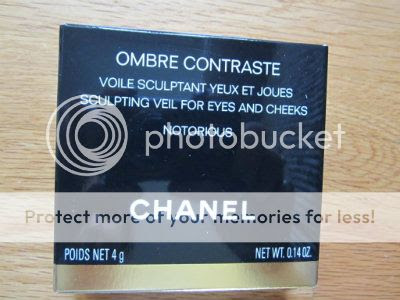 OMBRE CONTRASTE
VOILE SCULPTANT YEUX ET JOUES
SCULPTING VEIL FOR EYES AND CHEEKS
NOTORIOUS
photobucket
CHANEL
Protect more of your memories for less!
POIDS NET 4 g NET WT. 0.14 OZ.